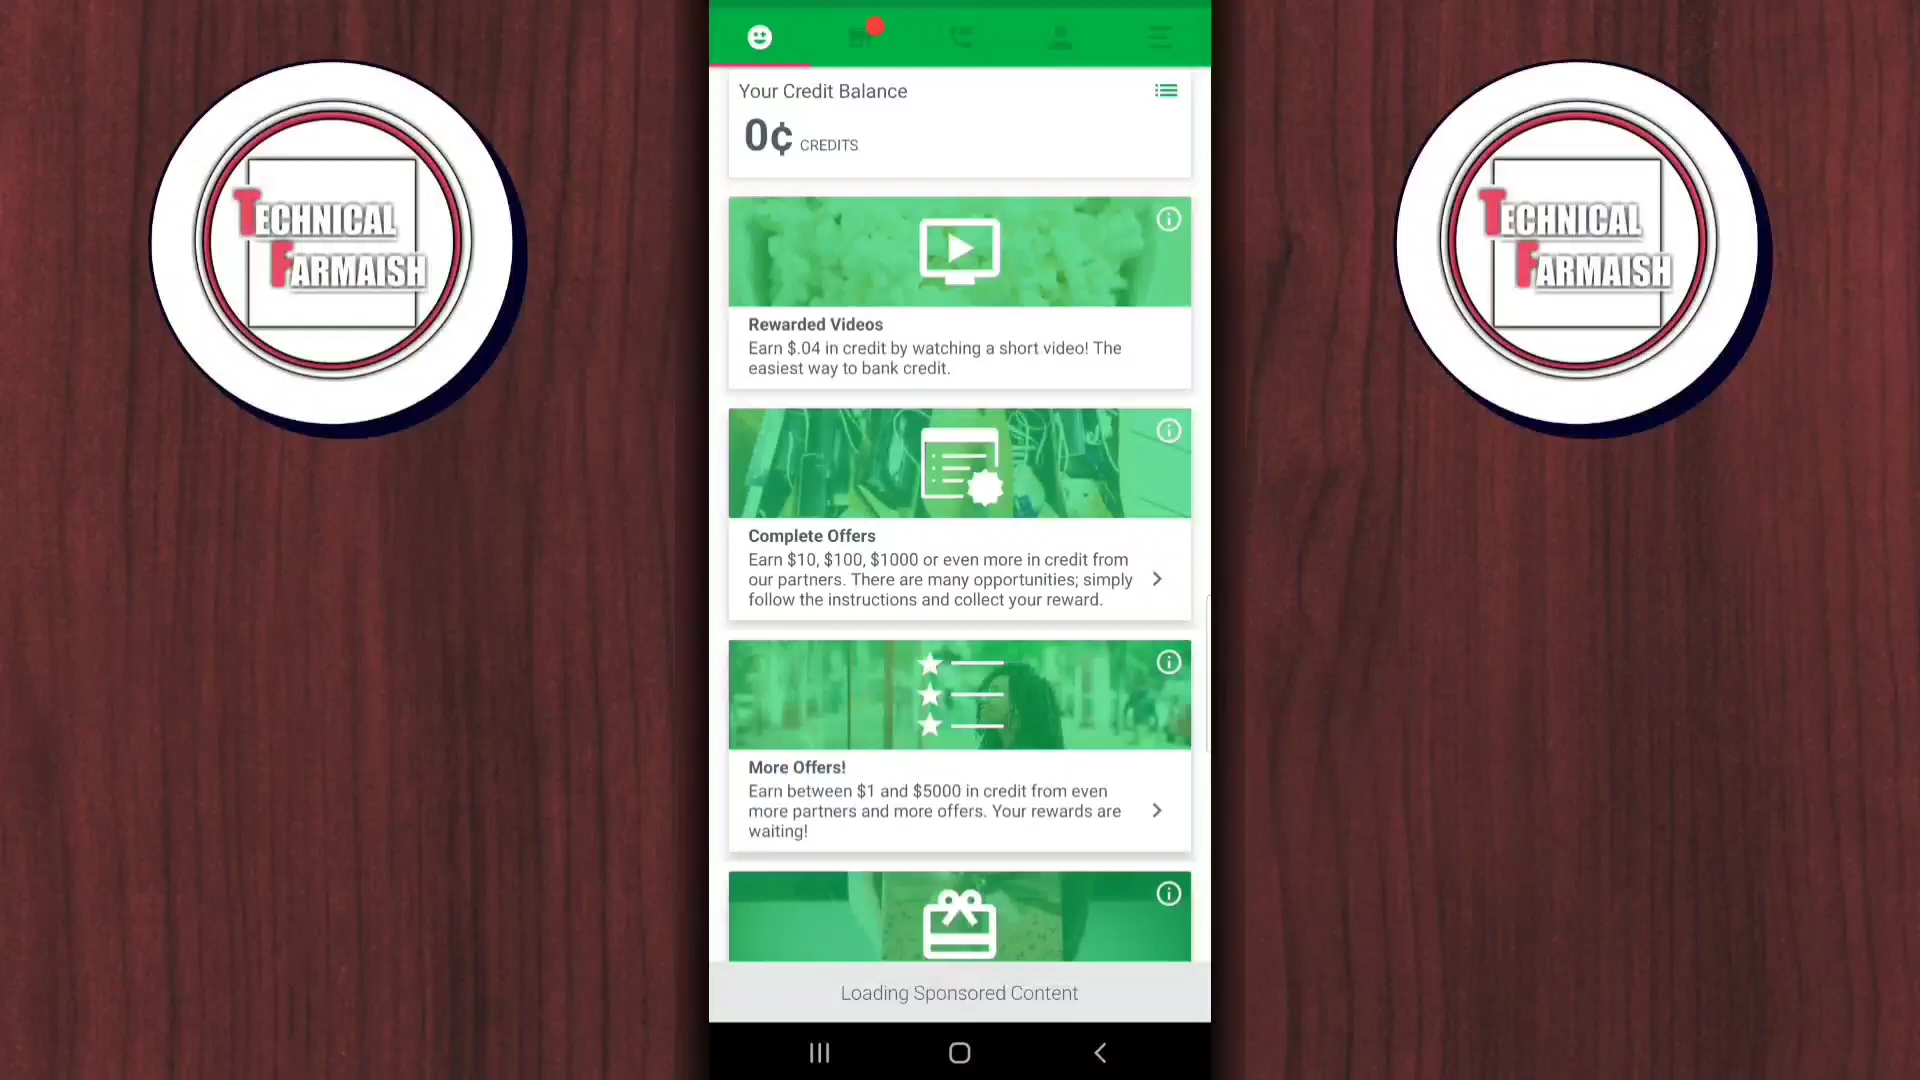 TECHNICAL
FARMAISH
Your Credit Balance
0¢ CREDITS
Rewarded Videos
Earn $.04 in credit by watching a short video! The
easiest way to bank credit.
Complete Offers
Earn $10, $100, $1000 or even more in credit from
our partners. There are many opportunities; simply
follow the instructions and collect your reward.
More Offers!
Earn between $1 and $5000 in credit from even
more partners and more offers. Your rewards are
waiting!
Loading Sponsored Content
TECHNICAL
FARMAISH